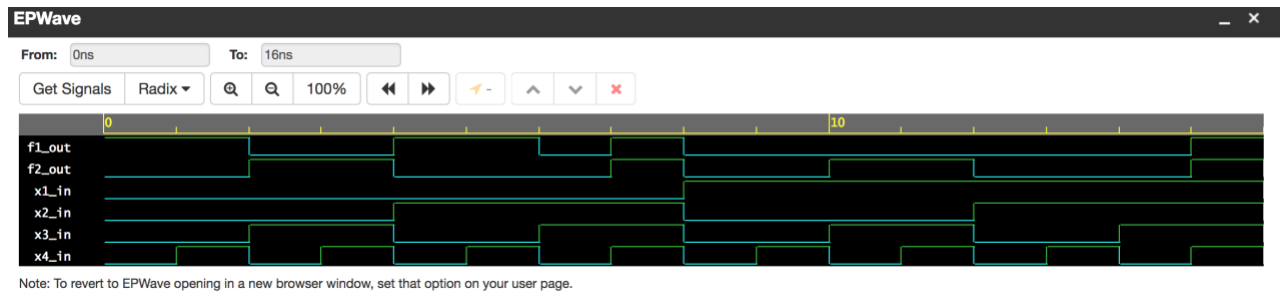 EPWave
From: 0ns To: 16ns
Get Signals Radix 100% -
0 10
f1_out
f2_out
x1_in
x2_in
x3_in
x4_in
Note: To revert to EPWave opening in a new browser window, set that option on your user page.